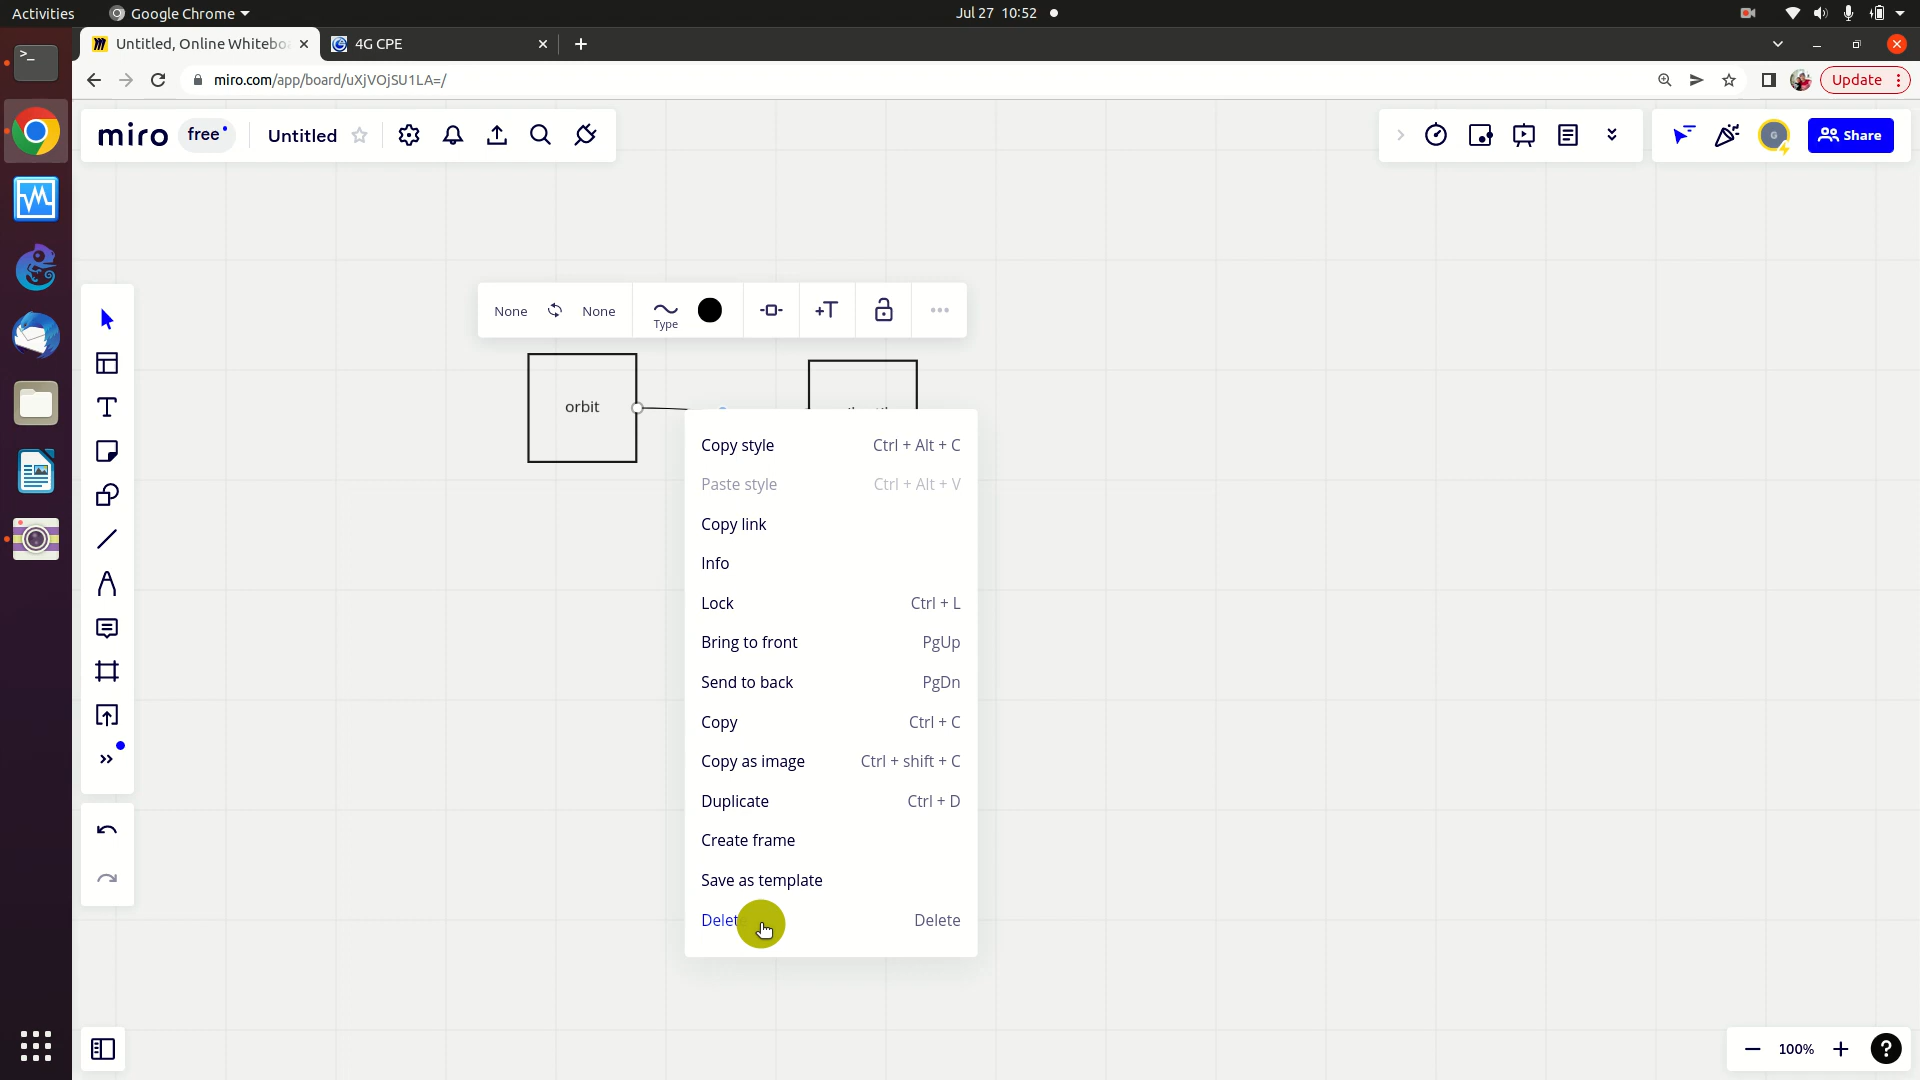 Activities Google Chrome Jul 27 10:52
Untitled, Online Whitebo 4G CPE
miro.com/app/board/uXjVOjSU1LA=/ Update
miro free Untitled Share
None None Type
orbit
Copy style Ctrl + Alt + C
Paste style Ctrl + Alt + V
Copy link
Info
Lock Ctrl + L
Bring to front PgUp
Send to back PgDn
Copy Ctrl + C
Copy as image Ctrl + shift + C
Duplicate Ctrl + D
Create frame
Save as template
Delete Delete
100%